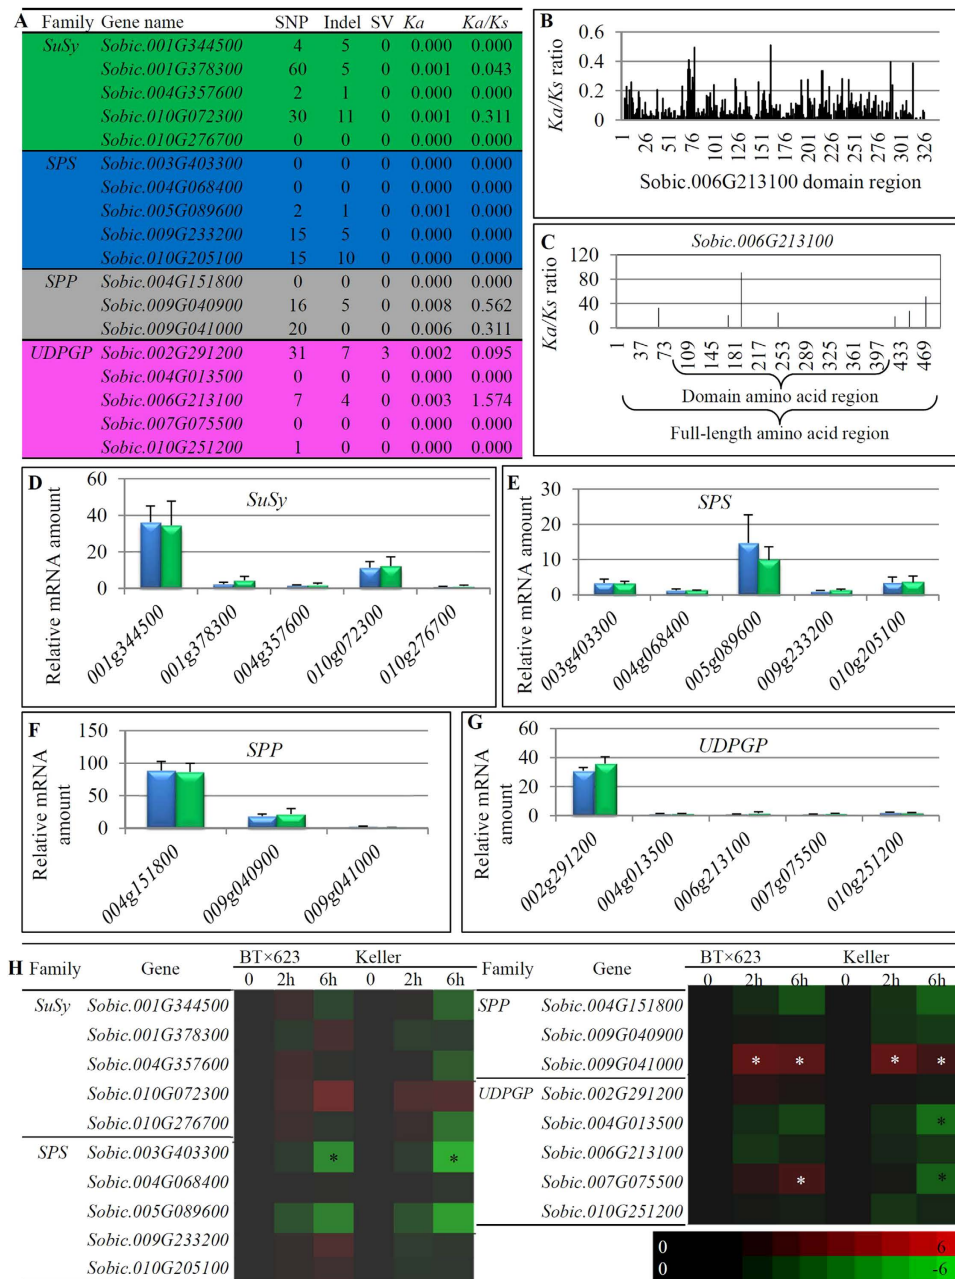 A Family Gene name SNP Indel SV Ka Ka/Ks
SuSy Sobic.001G344500 4 5 0 0.000 0.000
Sobic.001G378300 60 5 0 0.001 0.043
Sobic.004G357600 2 1 0 0.000 0.000
Sobic.010G072300 30 11 0 0.001 0.311
Sobic.010G276700 0 0 0 0.000 0.000
SPS Sobic.003G403300 0 0 0 0.000 0.000
Sobic.004G068400 0 0 0 0.000 0.000
Sobic.005G089600 2 1 0 0.001 0.000
Sobic.009G233200 15 5 0 0.000 0.000
Sobic.010G205100 15 10 0 0.000 0.000
SPP Sobic.004G151800 0 0 0 0.000 0.000
Sobic.009G040900 16 5 0 0.008 0.562
Sobic.009G041000 20 0 0 0.006 0.311
UDPGP Sobic.002G291200 31 7 3 0.002 0.095
Sobic.004G013500 0 0 0 0.000 0.000
Sobic.006G213100 7 4 0 0.003 1.574
Sobic.007G075500 0 0 0 0.000 0.000
Sobic.010G251200 1 0 0 0.000 0.000
B
Ka/Ks ratio
0.6
0.4
0.2
0
1 26 51 76 101 126 151 176 201 226 251 276 301 326
Sobic.006G213100 domain region
C
Sobic.006G213100
Ka/Ks ratio
120
80
40
0
1 37 73 109 145 181 217 253 289 325 361 397 433 469
Domain amino acid region
Full-length amino acid region
D
SuSy
Relative mRNA amount
60
40
20
0
001g344500 001g378300 004g357600 010g072300 010g276700
E
SPS
Relative mRNA amount
30
20
10
0
003g403300 004g068400 005g089600 009g233200 010g205100
F
SPP
Relative mRNA
amount
150
100
50
0
004g151800 009g040900 009g041000
G
UDPGP
Relative mRNA
amount
60
40
20
0
002g291200 004g013500 006g213100 007g075500 010g251200
H
BT×623 Keller
Family Gene 0 2h 6h 0 2h 6h
SuSy Sobic.001G344500
Sobic.001G378300
Sobic.004G357600
Sobic.010G072300
Sobic.010G276700
SPS Sobic.003G403300 * *
Sobic.004G068400
Sobic.005G089600
Sobic.009G233200
Sobic.010G205100
BT×623 Keller
Family Gene 0 2h 6h 0 2h 6h
SPP Sobic.004G151800
Sobic.009G040900
Sobic.009G041000 * * * *
UDPGP Sobic.002G291200
Sobic.004G013500 *
Sobic.006G213100
Sobic.007G075500 * *
Sobic.010G251200
0 6
0 -6